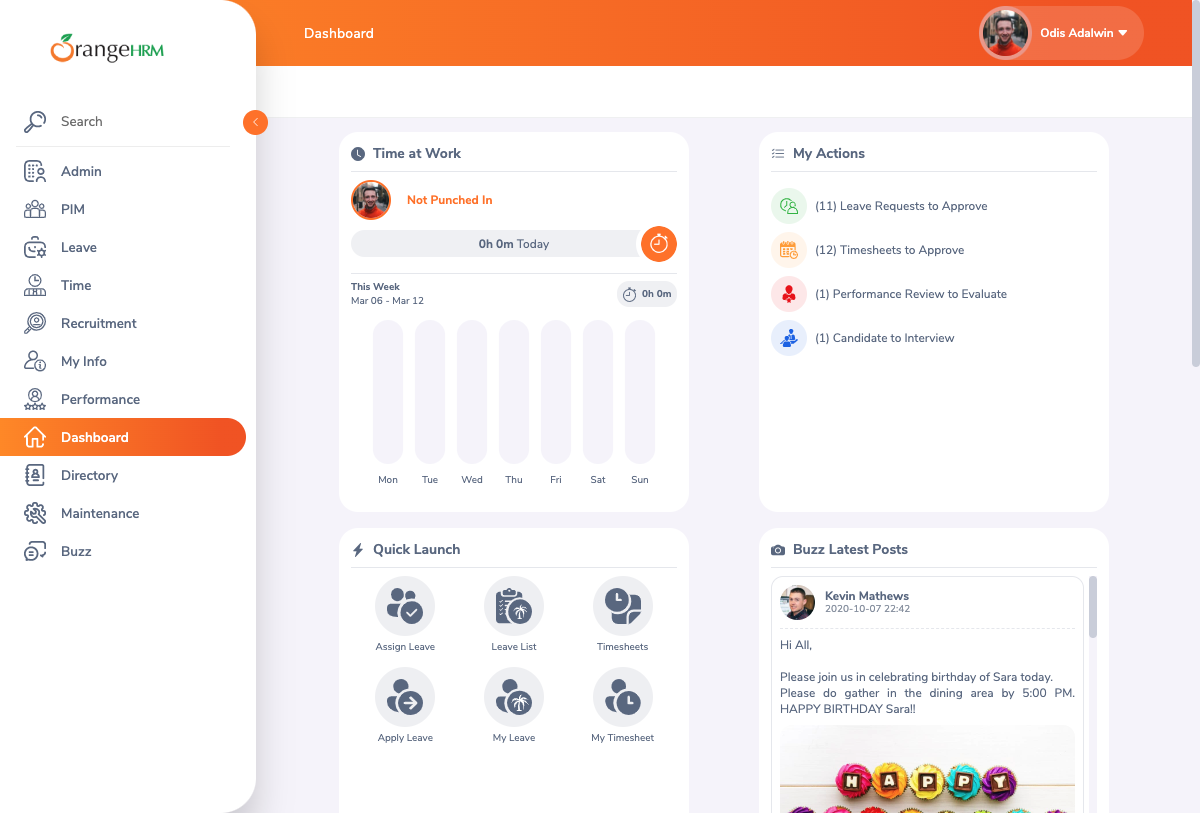 OrangeHRM
Dashboard
Odis Adalwin
Search
Admin
PIM
Leave
Time
Recruitment
My Info
Performance
Dashboard
Directory
Maintenance
Buzz
Time at Work
Not Punched In
0h 0m Today
This Week
Mar 06 - Mar 12
0h 0m
Mon Tue Wed Thu Fri Sat Sun
My Actions
(11) Leave Requests to Approve
(12) Timesheets to Approve
(1) Performance Review to Evaluate
(1) Candidate to Interview
Quick Launch
Assign Leave
Leave List
Timesheets
Apply Leave
My Leave
My Timesheet
Buzz Latest Posts
Kevin Mathews
2020-10-07 22:42
Hi All,
Please join us in celebrating birthday of Sara today.
Please do gather in the dining area by 5:00 PM.
HAPPY BIRTHDAY Sara!!
HAPPY